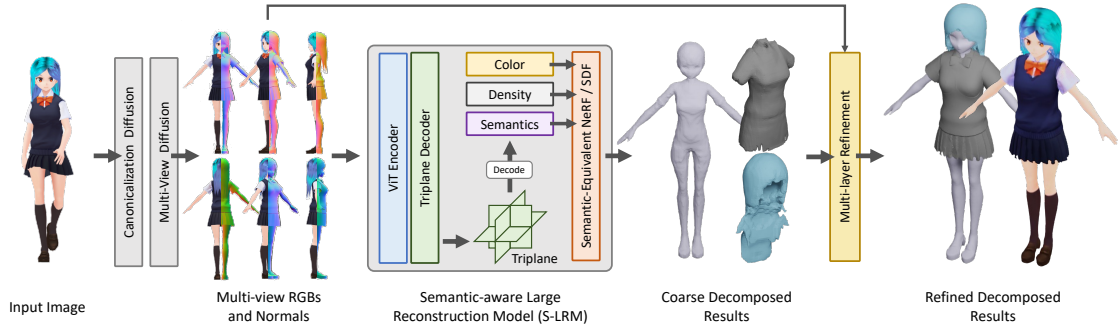 Input Image
Canonicalization Diffusion
Multi-View Diffusion
Multi-view RGBs
and Normals
ViT Encoder
Triplane Decoder
Color
Density
Semantics
Decode
Triplane
Semantic-Equivalent NeRF / SDF
Semantic-aware Large
Reconstruction Model (S-LRM)
Coarse Decomposed
Results
Multi-layer Refinement
Refined Decomposed
Results